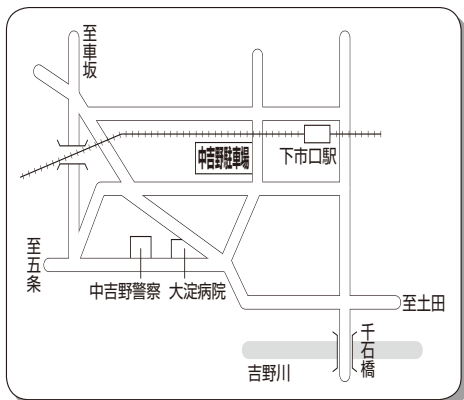 至車坂
中吉野駐車場
下市口駅
至五条
中吉野警察
大淀病院
至土田
千石橋
吉野川